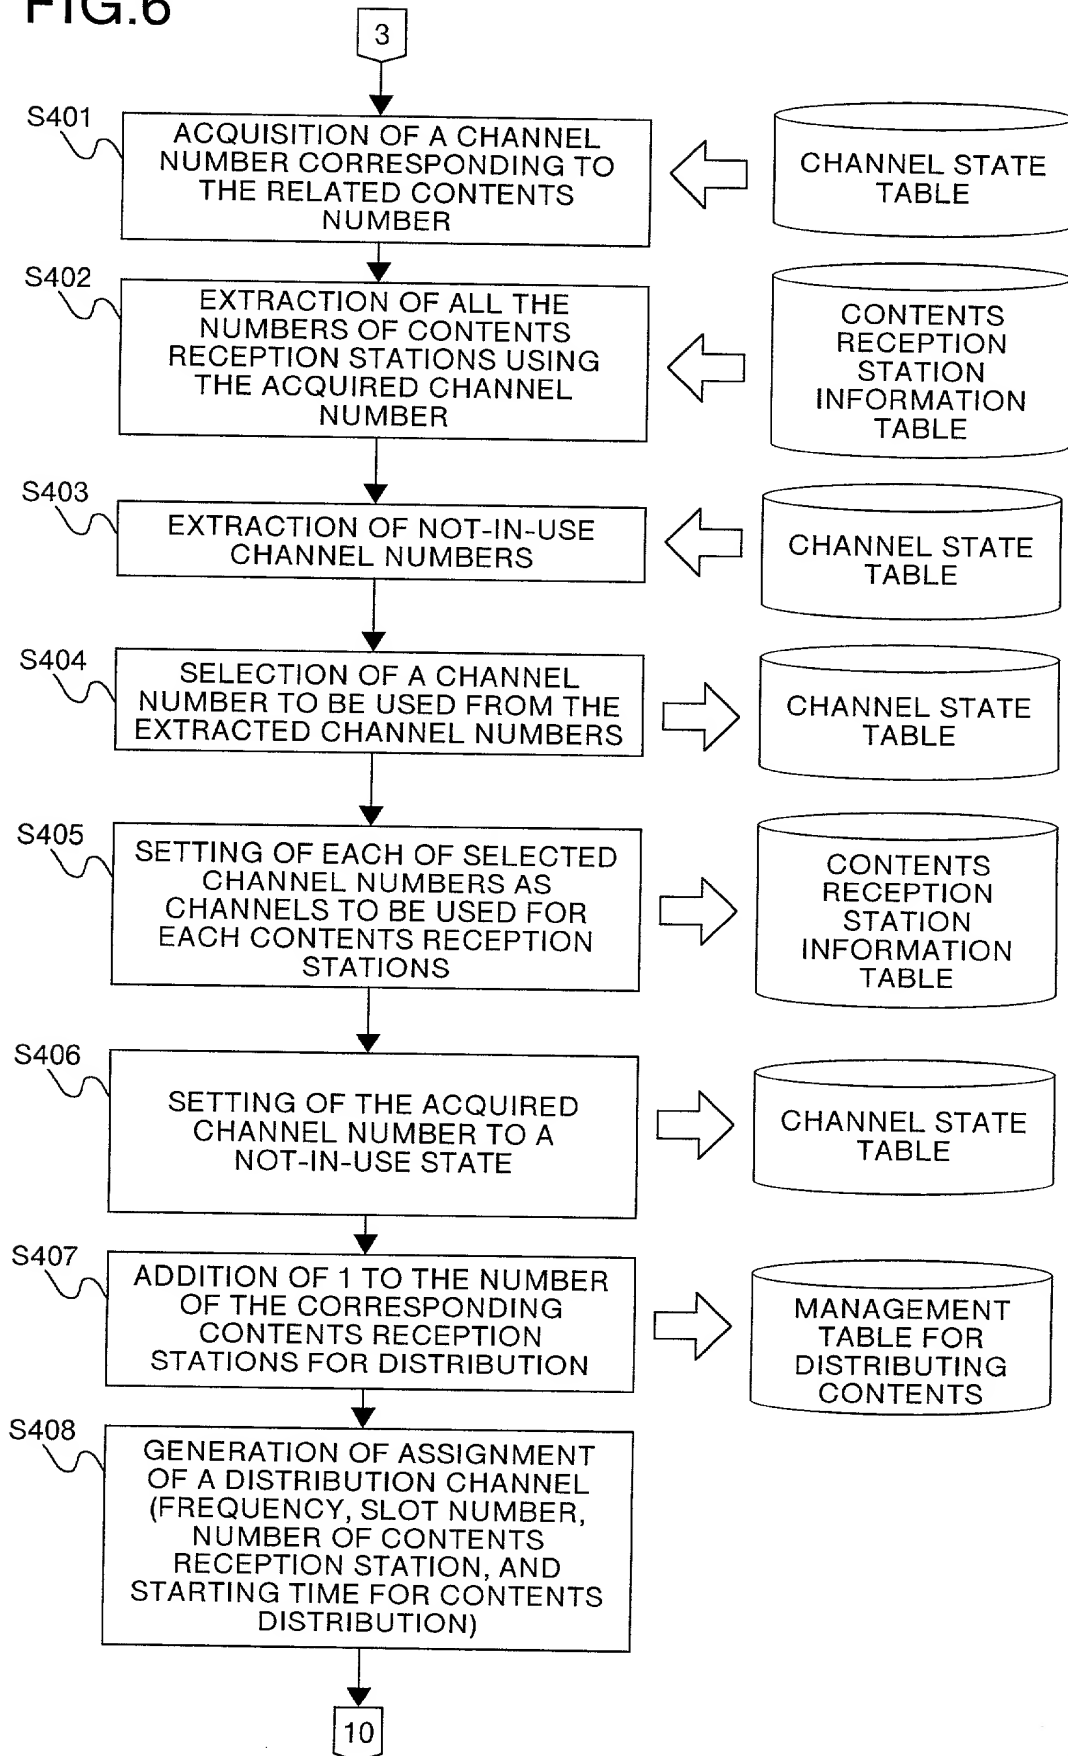 FIG.6
3
S401
ACQUISITION OF A CHANNEL
NUMBER CORRESPONDING TO
THE RELATED CONTENTS
NUMBER
CHANNEL STATE
TABLE
S402
EXTRACTION OF ALL THE
NUMBERS OF CONTENTS
RECEPTION STATIONS USING
THE ACQUIRED CHANNEL
NUMBER
CONTENTS
RECEPTION
STATION
INFORMATION
TABLE
S403
EXTRACTION OF NOT-IN-USE
CHANNEL NUMBERS
CHANNEL STATE
TABLE
S404
SELECTION OF A CHANNEL
NUMBER TO BE USED FROM THE
EXTRACTED CHANNEL NUMBERS
CHANNEL STATE
TABLE
S405
SETTING OF EACH OF SELECTED
CHANNEL NUMBERS AS
CHANNELS TO BE USED FOR
EACH CONTENTS RECEPTION
STATIONS
CONTENTS
RECEPTION
STATION
INFORMATION
TABLE
S406
SETTING OF THE ACQUIRED
CHANNEL NUMBER TO A
NOT-IN-USE STATE
CHANNEL STATE
TABLE
S407
ADDITION OF 1 TO THE NUMBER
OF THE CORRESPONDING
CONTENTS RECEPTION
STATIONS FOR DISTRIBUTION
MANAGEMENT
TABLE FOR
DISTRIBUTING
CONTENTS
S408
GENERATION OF ASSIGNMENT
OF A DISTRIBUTION CHANNEL
(FREQUENCY, SLOT NUMBER,
NUMBER OF CONTENTS
RECEPTION STATION, AND
STARTING TIME FOR CONTENTS
DISTRIBUTION)
10